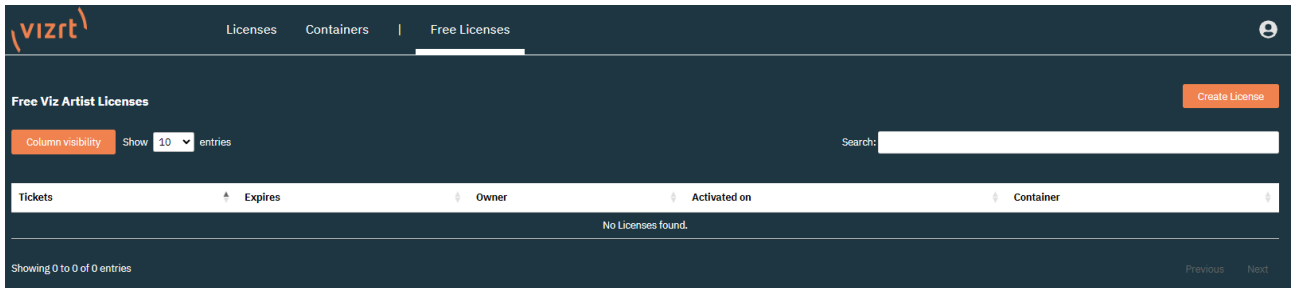 vizrt
Licenses Containers | Free Licenses
Create License
Free Viz Artist Licenses
Column visibility Show 10 entries Search:
Tickets Expires Owner Activated on Container
No Licenses found.
Showing 0 to 0 of 0 entries Previous Next